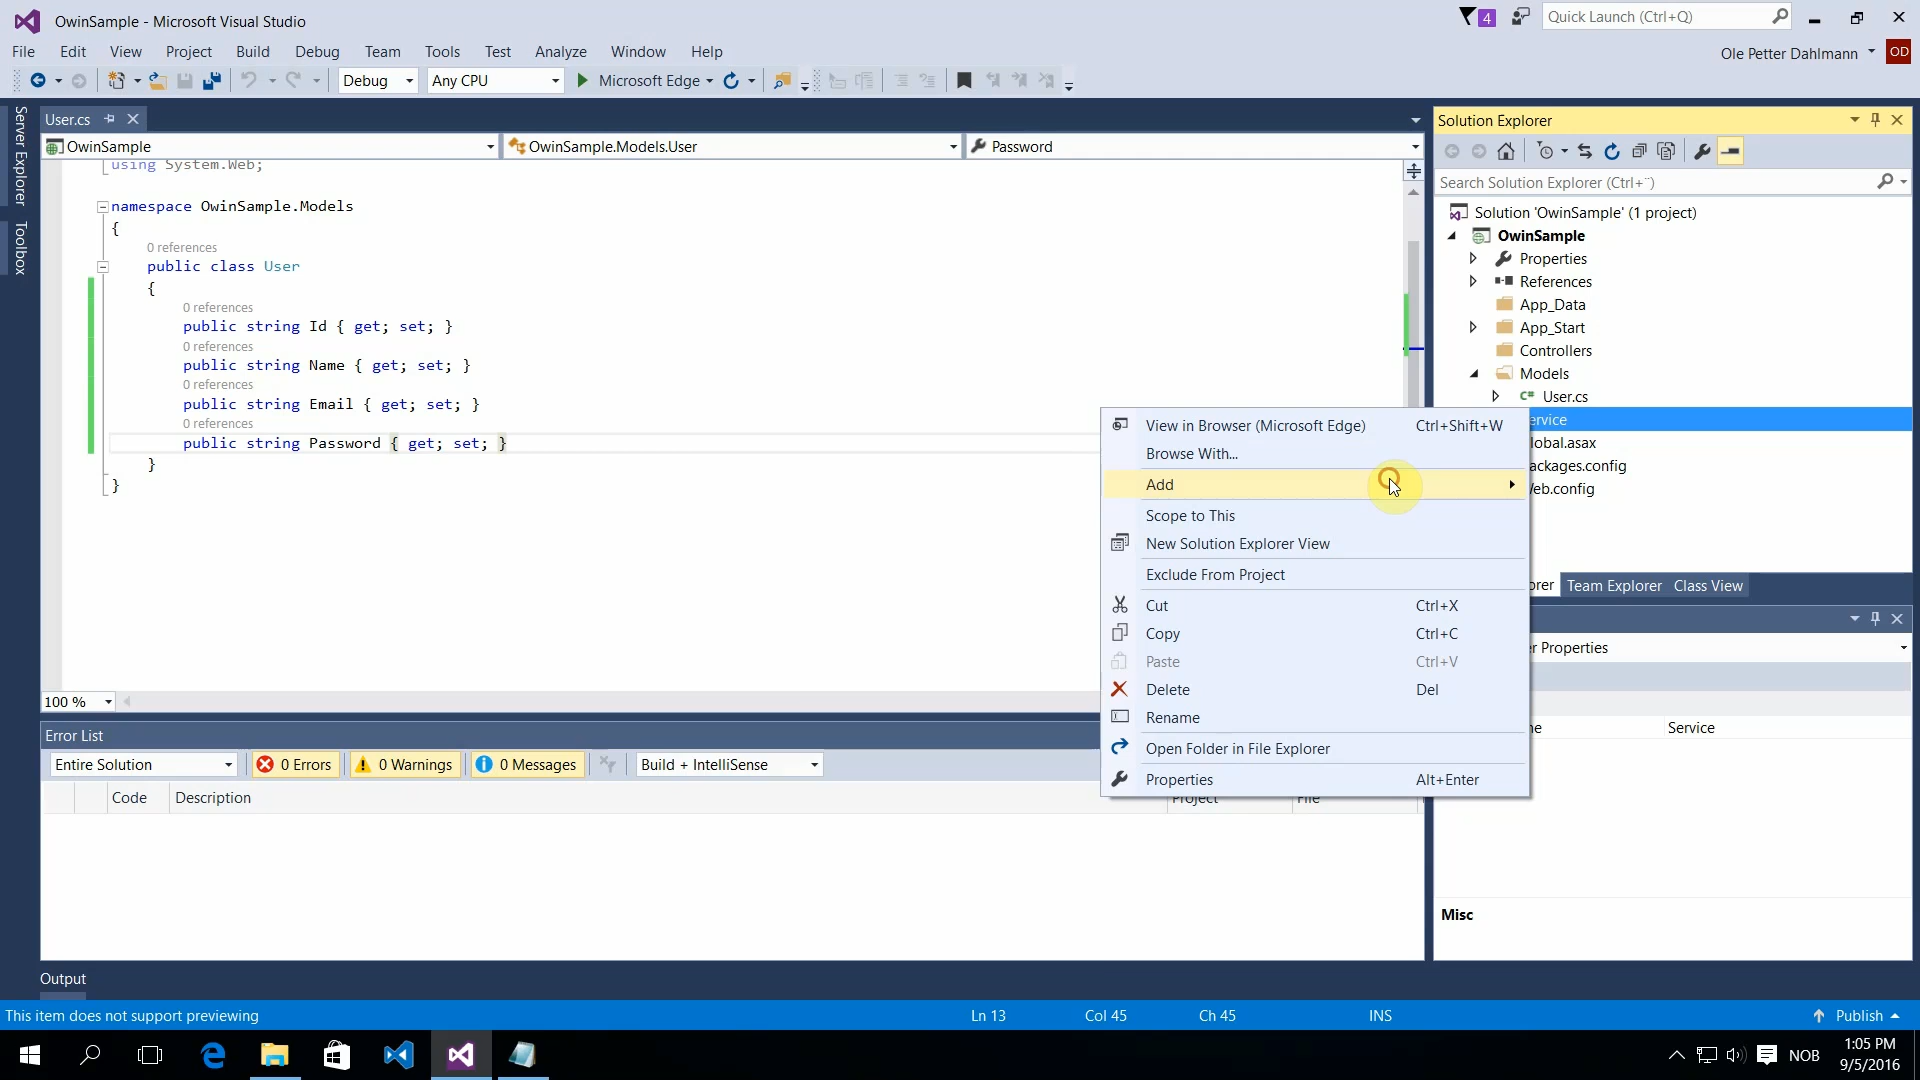 OwinSample - Microsoft Visual Studio
4
Quick Launch (Ctrl+Q)
File Edit View Project Build Debug Team Tools Test Analyze Window Help
Ole Petter Dahlmann OD
Debug Any CPU Microsoft Edge
Server Explorer
Toolbox
User.cs
OwinSample OwinSample.Models.User Password
using System.Web;
namespace OwinSample.Models
{
0 references
public class User
{
0 references
public string Id { get; set; }
0 references
public string Name { get; set; }
0 references
public string Email { get; set; }
0 references
public string Password { get; set; }
}
}
100 %
Solution Explorer
Search Solution Explorer (Ctrl+¨)
Solution 'OwinSample' (1 project)
OwinSample
Properties
References
App_Data
App_Start
Controllers
Models
C# User.cs
ervice
lobal.asax
ackages.config
eb.config
View in Browser (Microsoft Edge) Ctrl+Shift+W
Browse With...
Add
Scope to This
New Solution Explorer View
Exclude From Project
Cut Ctrl+X
Copy Ctrl+C
Paste Ctrl+V
Delete Del
Rename
Open Folder in File Explorer
Properties Alt+Enter
orer Team Explorer Class View
r Properties
ne Service
Misc
Error List
Entire Solution 0 Errors 0 Warnings 0 Messages Build + IntelliSense
Code Description Project File
Output
This item does not support previewing Ln 13 Col 45 Ch 45 INS Publish
NOB
1:05 PM
9/5/2016